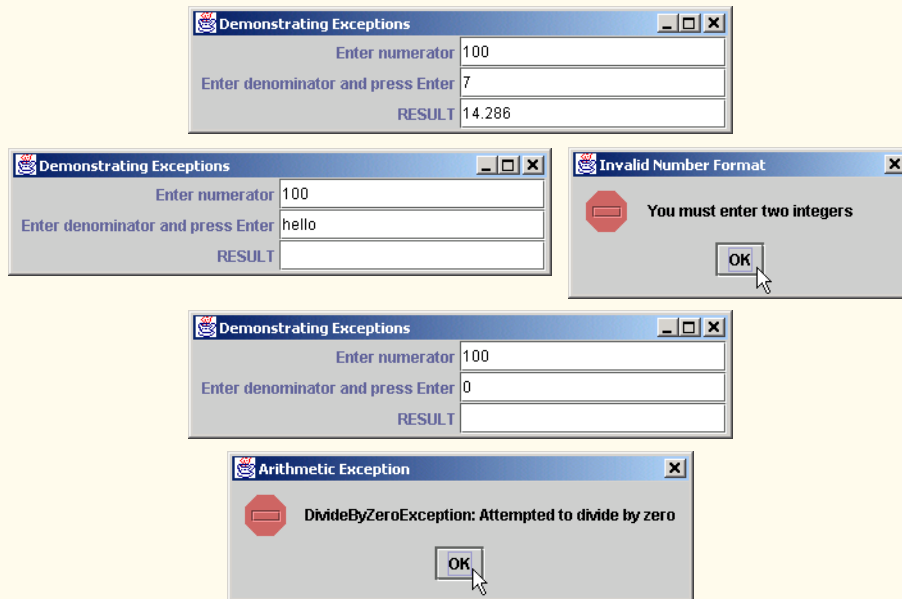 Demonstrating Exceptions
Enter numerator 100
Enter denominator and press Enter 7
RESULT 14.286
Demonstrating Exceptions
Enter numerator 100
Enter denominator and press Enter hello
RESULT
Invalid Number Format
You must enter two integers
OK
Demonstrating Exceptions
Enter numerator 100
Enter denominator and press Enter 0
RESULT
Arithmetic Exception
DivideByZeroException: Attempted to divide by zero
OK